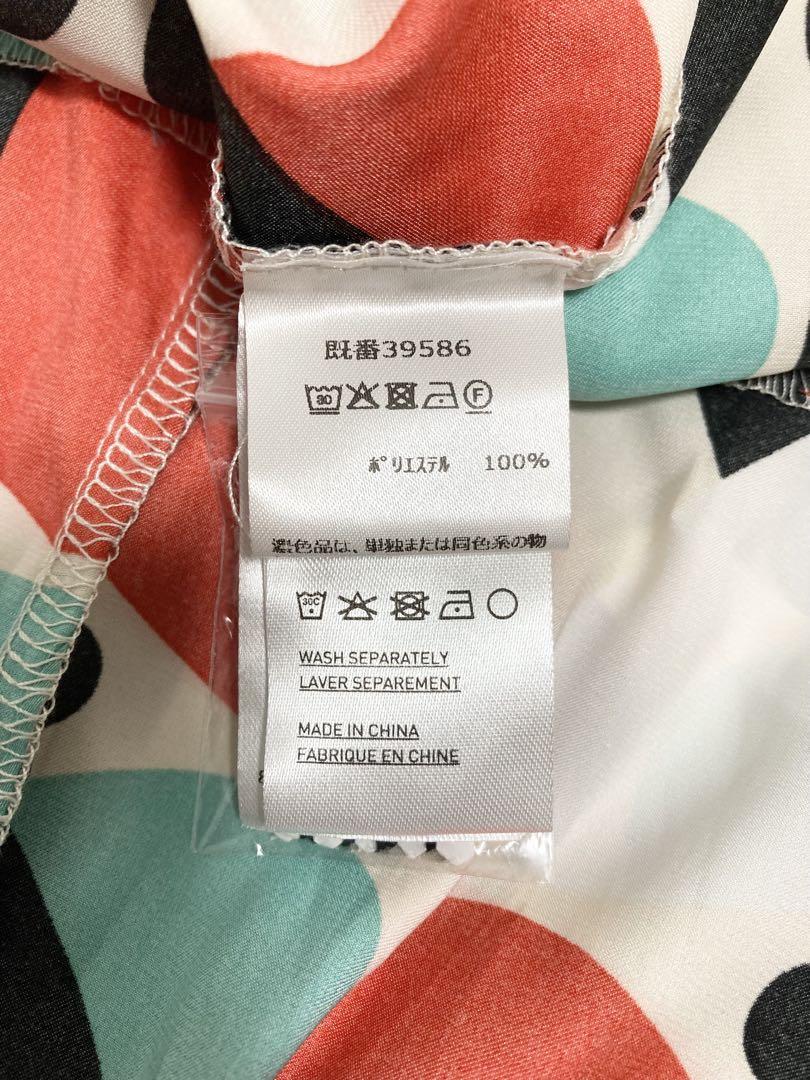 既番39586
30
F
ポリエステル 100%
濃色品は、単独または同色系の物
30C
WASH SEPARATELY
LAVER SEPAREMENT
MADE IN CHINA
FABRIQUE EN CHINE